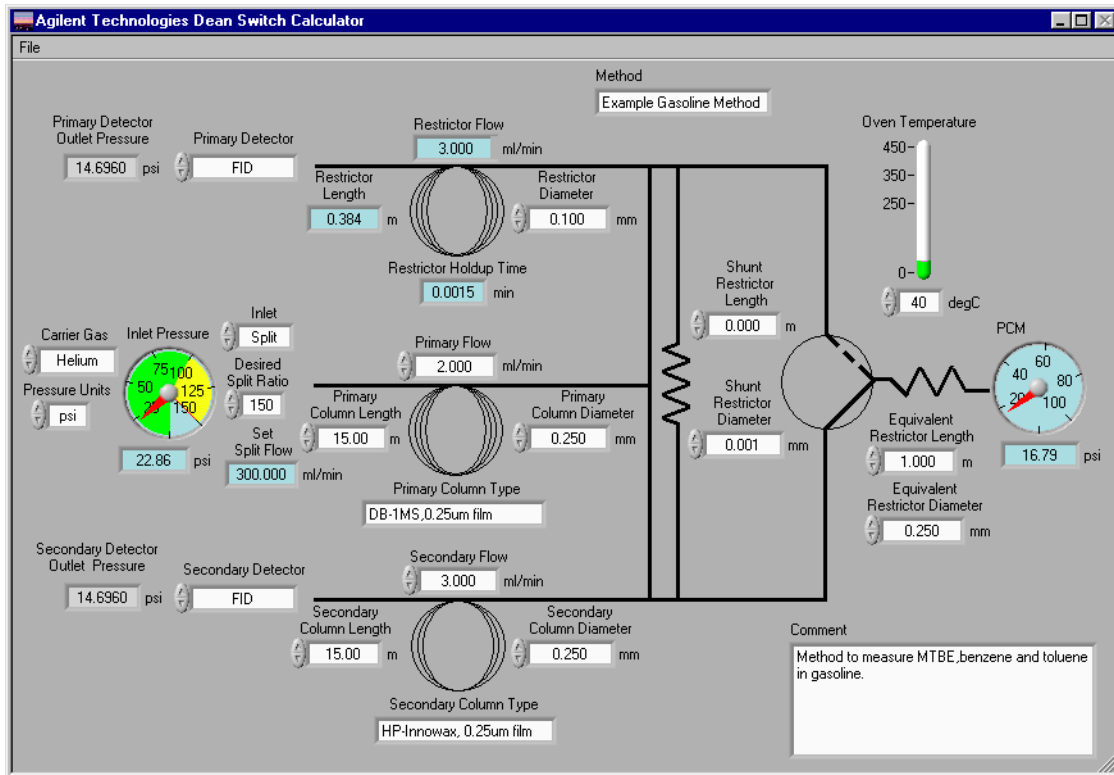 Agilent Technologies Dean Switch Calculator
File
Method
Example Gasoline Method
Primary Detector
Outlet Pressure
14.6960 psi
Primary Detector
FID
Restrictor Flow
3.000 ml/min
Restrictor
Length
0.384 m
Restrictor
Diameter
0.100 mm
Restrictor Holdup Time
0.0015 min
Oven Temperature
450
350
250
0
40 degC
Shunt
Restrictor
Length
0.000 m
Shunt
Restrictor
Diameter
0.001 mm
Carrier Gas
Helium
Pressure Units
psi
Inlet Pressure
25
50
75
100
125
150
22.86 psi
Inlet
Split
Desired
Split Ratio
150
Set
Split Flow
300.000 ml/min
Primary Flow
2.000 ml/min
Primary
Column Length
15.00 m
Primary
Column Diameter
0.250 mm
Primary Column Type
DB-1MS,0.25um film
PCM
20
40
60
80
100
16.79 psi
Equivalent
Restrictor Length
1.000 m
Equivalent
Restrictor Diameter
0.250 mm
Secondary Detector
Outlet Pressure
14.6960 psi
Secondary Detector
FID
Secondary Flow
3.000 ml/min
Secondary
Column Length
15.00 m
Secondary
Column Diameter
0.250 mm
Secondary Column Type
HP-Innowax, 0.25um film
Comment
Method to measure MTBE,benzene and toluene
in gasoline.